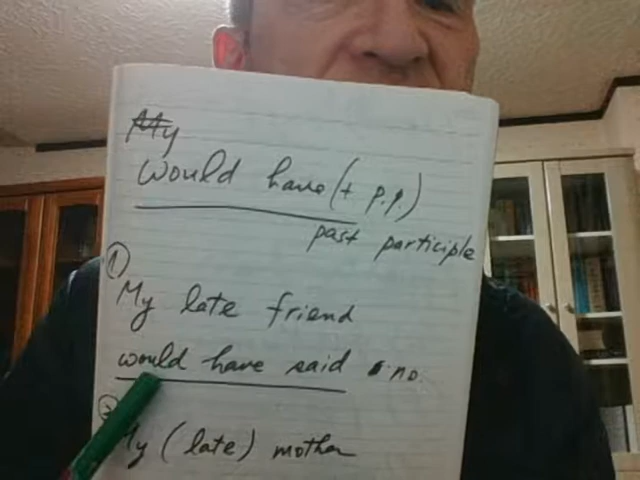 My
would have (+ p.p.)
past participle
①
My late friend
would have said no.
②
My (late) mother